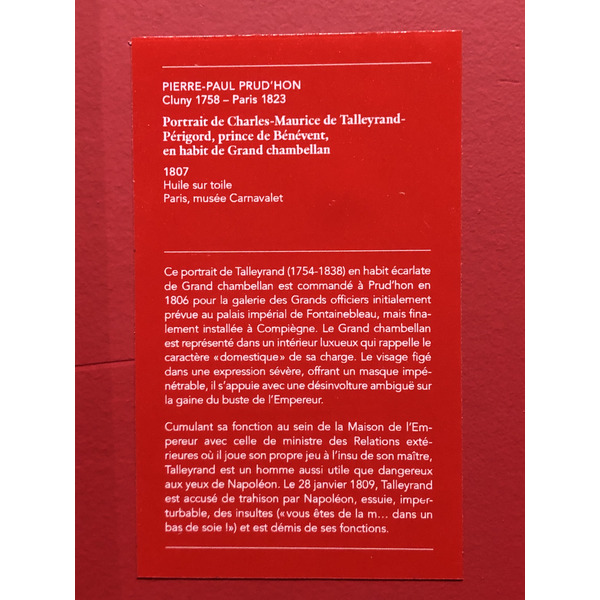 PIERRE-PAUL PRUD'HON
Cluny 1758 – Paris 1823
Portrait de Charles-Maurice de Talleyrand-
Périgord, prince de Bénévent,
en habit de Grand chambellan
1807
Huile sur toile
Paris, musée Carnavalet
Ce portrait de Talleyrand (1754-1838) en habit écarlate
de Grand chambellan est commandé à Prud'hon en
1806 pour la galerie des Grands officiers initialement
prévue au palais impérial de Fontainebleau, mais fina-
lement installée à Compiègne. Le Grand chambellan
est représenté dans un intérieur luxueux qui rappelle le
caractère «domestique» de sa charge. Le visage figé
dans une expression sévère, offrant un masque impé-
nétrable, il s'appuie avec une désinvolture ambiguë sur
la gaine du buste de l'Empereur.
Cumulant sa fonction au sein de la Maison de l'Em-
pereur avec celle de ministre des Relations exté-
rieures où il joue son propre jeu à l'insu de son maître,
Talleyrand est un homme aussi utile que dangereux
aux yeux de Napoléon. Le 28 janvier 1809, Talleyrand
est accusé de trahison par Napoléon, essuie, imper-
turbable, des insultes («vous êtes de la m... dans un
bas de soie !») et est démis de ses fonctions.